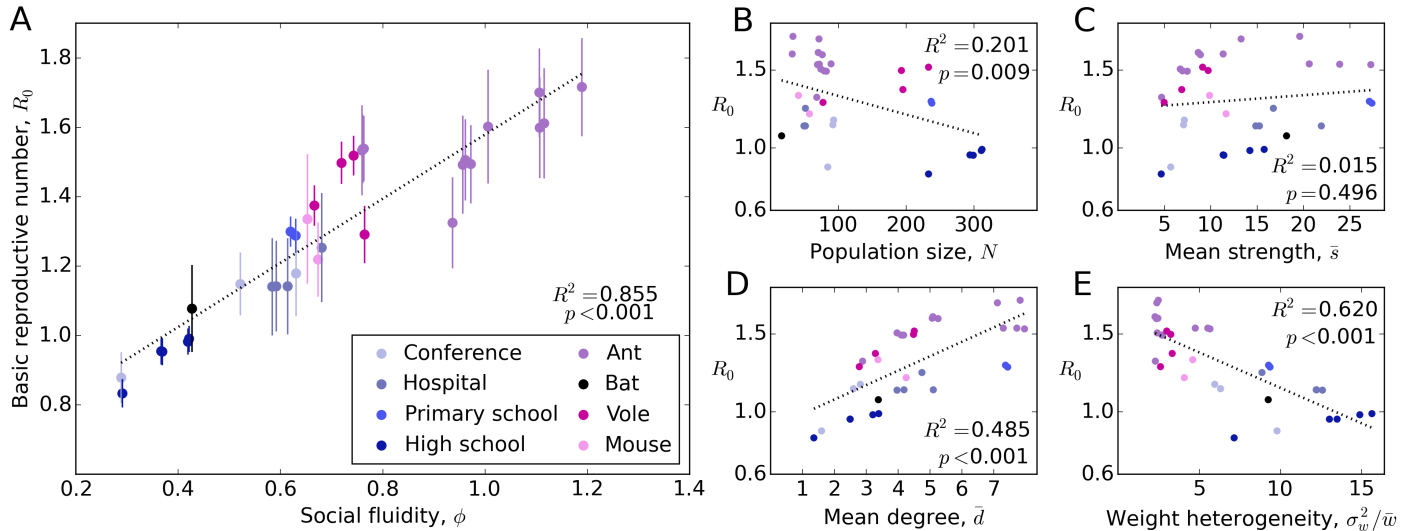 A
Basic reproductive number, R₀
1.8
1.6
1.4
1.2
1.0
0.8
0.2
0.4
0.6
0.8
1.0
1.2
1.4
Social fluidity, ϕ
R² =0.855
p <0.001
Conference
Hospital
Primary school
High school
Ant
Bat
Vole
Mouse
B
R² =0.201
p =0.009
1.5
R₀
1.0
0.6
100
200
300
Population size, N
C
1.5
R₀
1.0
0.6
R² =0.015
p =0.496
5
10
15
20
25
Mean strength, s̄
D
1.5
R₀
1.0
0.6
R² =0.485
p <0.001
1
2
3
4
5
6
7
Mean degree, d̄
E
R² =0.620
p <0.001
1.5
R₀
1.0
0.6
5
10
15
Weight heterogeneity, σ²_w/w̄